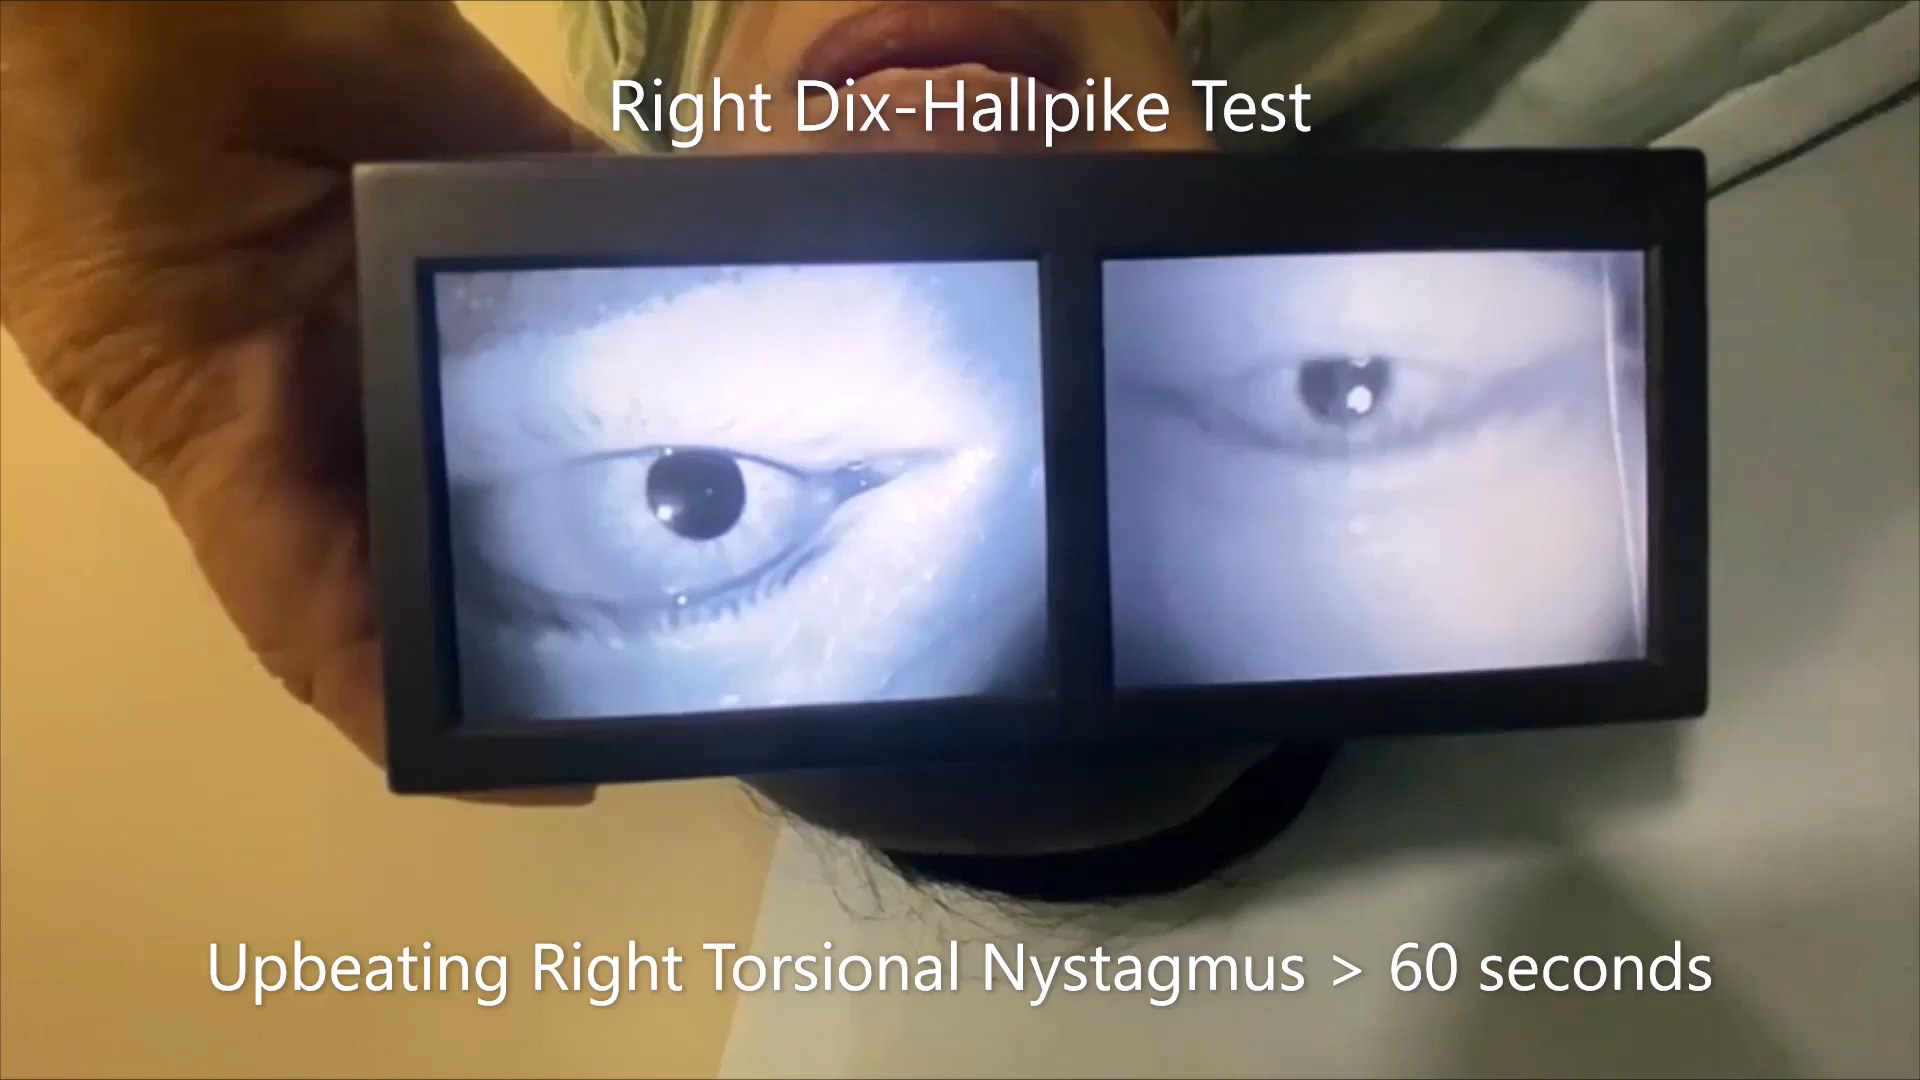 Right Dix-Hallpike Test
Upbeating Right Torsional Nystagmus > 60 seconds